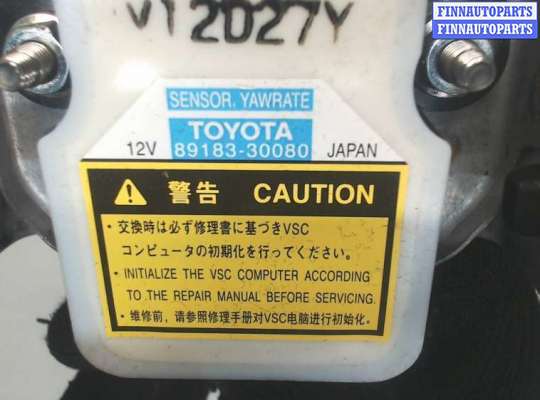 FINNAUTOPARTS
FINNAUTOPARTS
V12027Y
SENSOR, YAWRATE
TOYOTA
12V 89183-30080 JAPAN
警告 CAUTION
・交換時は必ず修理書に基づきVSC
コンピュータの初期化を行ってください。
・INITIALIZE THE VSC COMPUTER ACCORDING
TO THE REPAIR MANUAL BEFORE SERVICING.
・维修前，请参照修理手册对VSC电脑进行初始化。